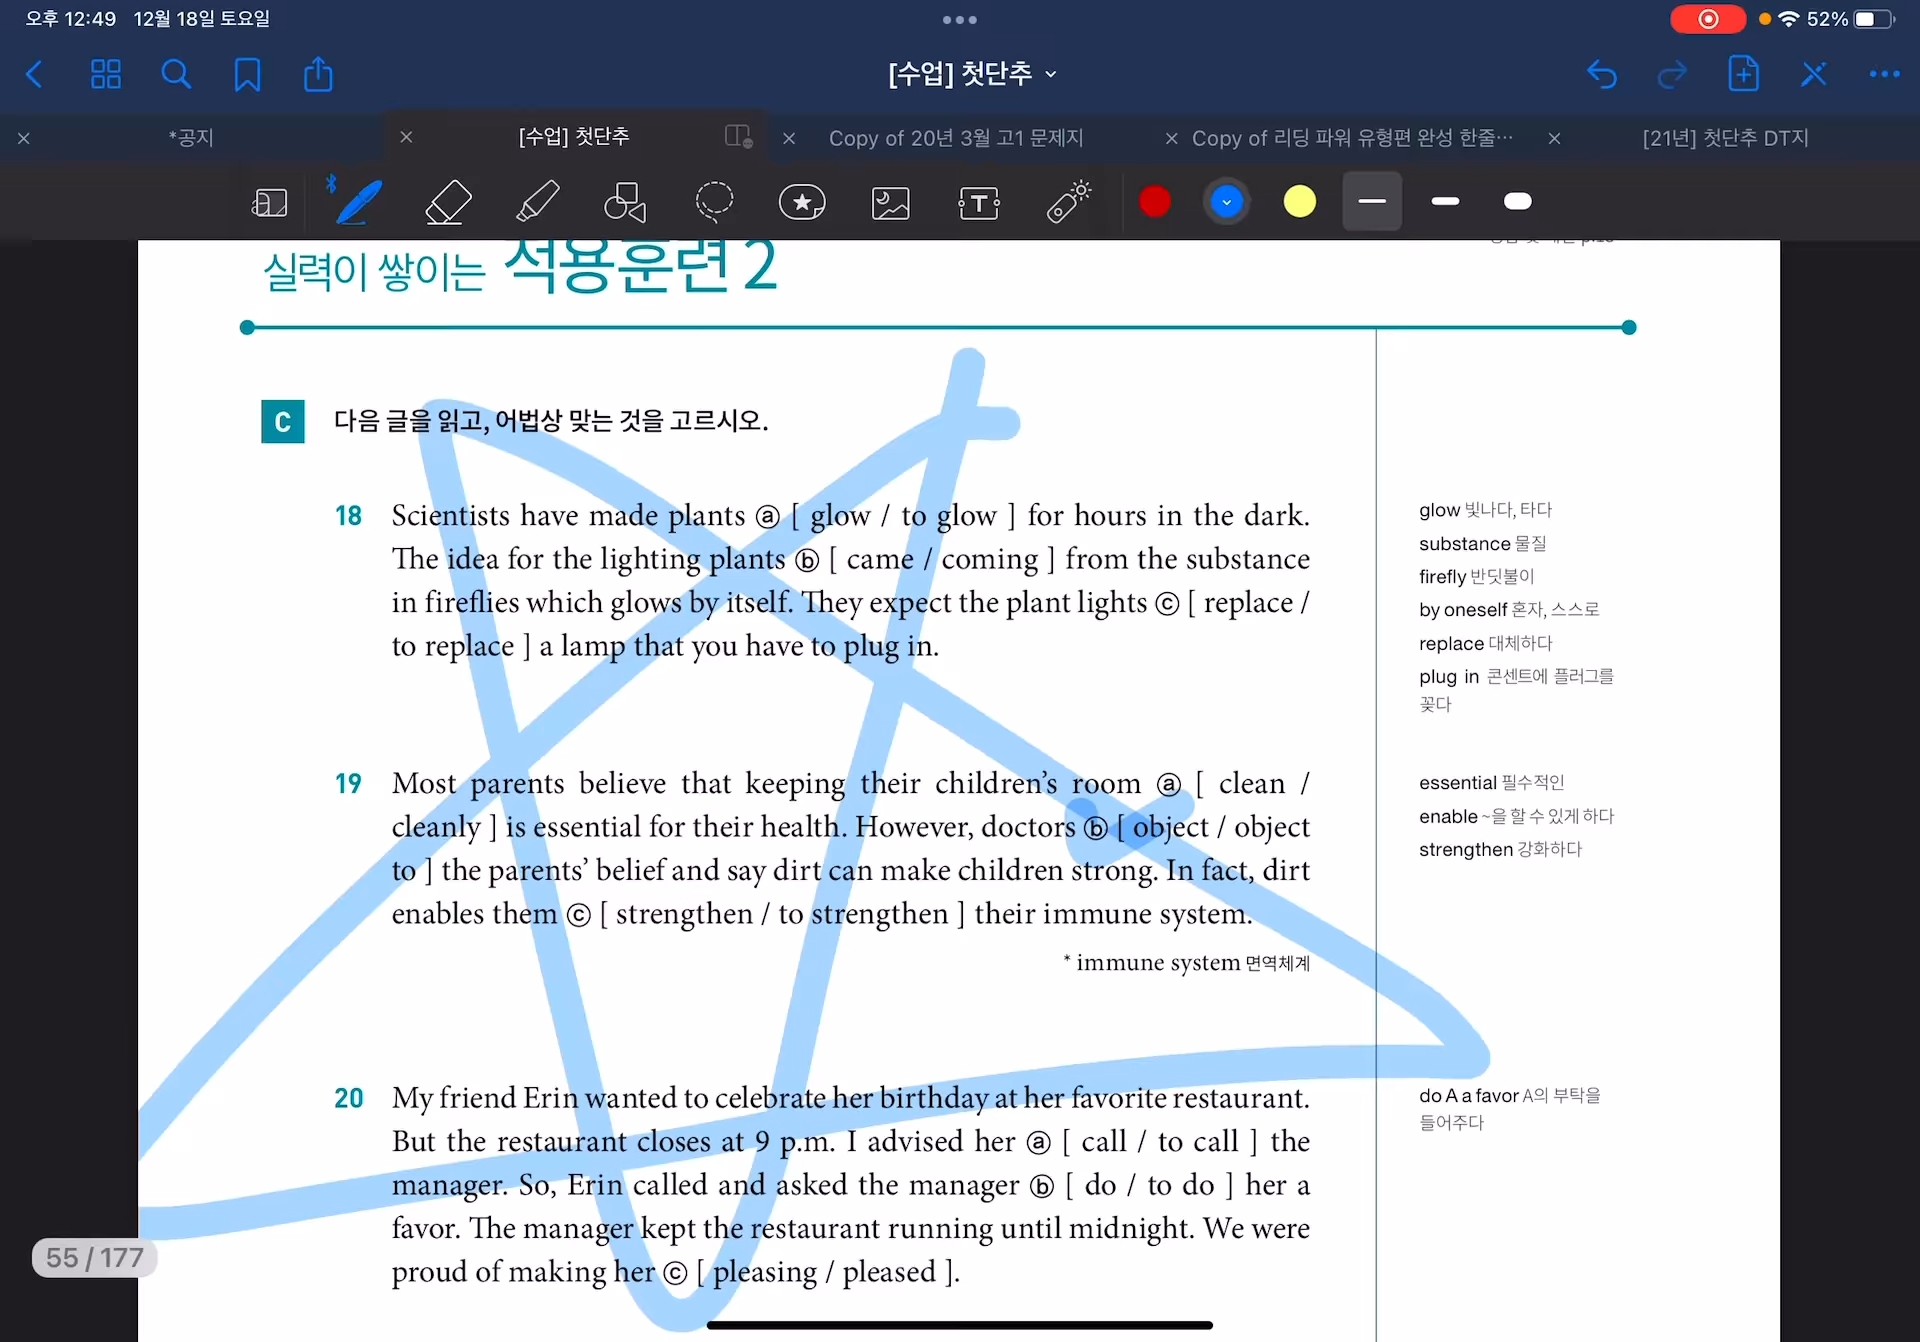 오후 12:49 12월 18일 토요일
52%
[수업] 첫단추
*공지
[수업] 첫단추
Copy of 20년 3월 고1 문제지
Copy of 리딩 파워 유형편 완성 한줄…
[21년] 첫단추 DT지
실력이 쌓이는 적용훈련 2
C 다음 글을 읽고, 어법상 맞는 것을 고르시오.
18 Scientists have made plants ⓐ [ glow / to glow ] for hours in the dark.
The idea for the lighting plants ⓑ [ came / coming ] from the substance
in fireflies which glows by itself. They expect the plant lights ⓒ [ replace /
to replace ] a lamp that you have to plug in.
glow 빛나다, 타다
substance 물질
firefly 반딧불이
by oneself 혼자, 스스로
replace 대체하다
plug in 콘센트에 플러그를
꽂다
19 Most parents believe that keeping their children’s room ⓐ [ clean /
cleanly ] is essential for their health. However, doctors ⓑ [ object / object
to ] the parents’ belief and say dirt can make children strong. In fact, dirt
enables them ⓒ [ strengthen / to strengthen ] their immune system.
* immune system 면역체계
essential 필수적인
enable ~을 할 수 있게 하다
strengthen 강화하다
20 My friend Erin wanted to celebrate her birthday at her favorite restaurant.
But the restaurant closes at 9 p.m. I advised her ⓐ [ call / to call ] the
manager. So, Erin called and asked the manager ⓑ [ do / to do ] her a
favor. The manager kept the restaurant running until midnight. We were
proud of making her ⓒ [ pleasing / pleased ].
do A a favor A의 부탁을
들어주다
55 / 177